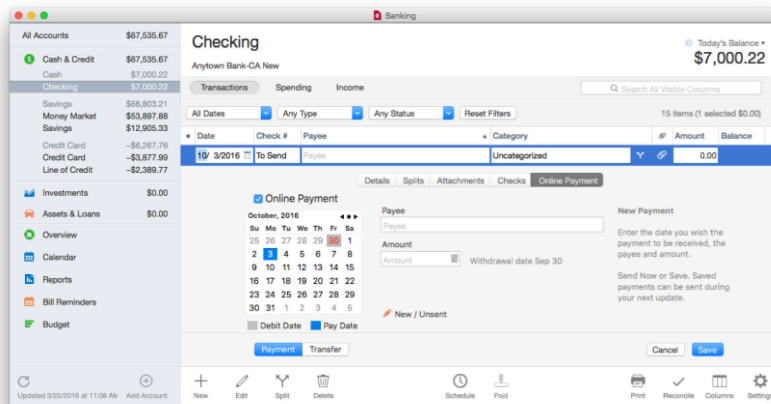 Banking
All Accounts $67,535.67
Cash & Credit $67,535.67
Cash $7,000.22
Checking $7,000.22
Savings $66,803.21
Money Market $53,897.88
Savings $12,905.33
Credit Card -$6,267.76
Credit Card -$3,877.99
Line of Credit -$2,389.77
Investments $0.00
Assets & Loans $0.00
Overview
Calendar
Reports
Bill Reminders
Budget
Updated 3/25/2016 at 11:08 AM Add Account
Checking
Anytown Bank-CA New
Today's Balance
$7,000.22
Transactions Spending Income Search All Visible Columns
All Dates Any Type Any Status Reset Filters 15 items (1 selected $0.00)
Date Check # Payee Category Amount Balance
10/ 3/2016 To Send Payee Uncategorized 0.00
Details Splits Attachments Checks Online Payment
Online Payment
October, 2016
Su Mo Tu We Th Fr Sa
25 26 27 28 29 30 1
2 3 4 5 6 7 8
9 10 11 12 13 14 15
16 17 18 19 20 21 22
23 24 25 26 27 28 29
30 31 1 2 3 4 5
Debit Date Pay Date
Payee
Payee
Amount
Amount Withdrawal date Sep 30
New / Unsent
New Payment
Enter the date you wish the
payment to be received, the
payee and amount.
Send Now or Save. Saved
payments can be sent during
your next update.
Payment Transfer Cancel Save
New Edit Split Delete Schedule Paid Print Reconcile Columns Settings